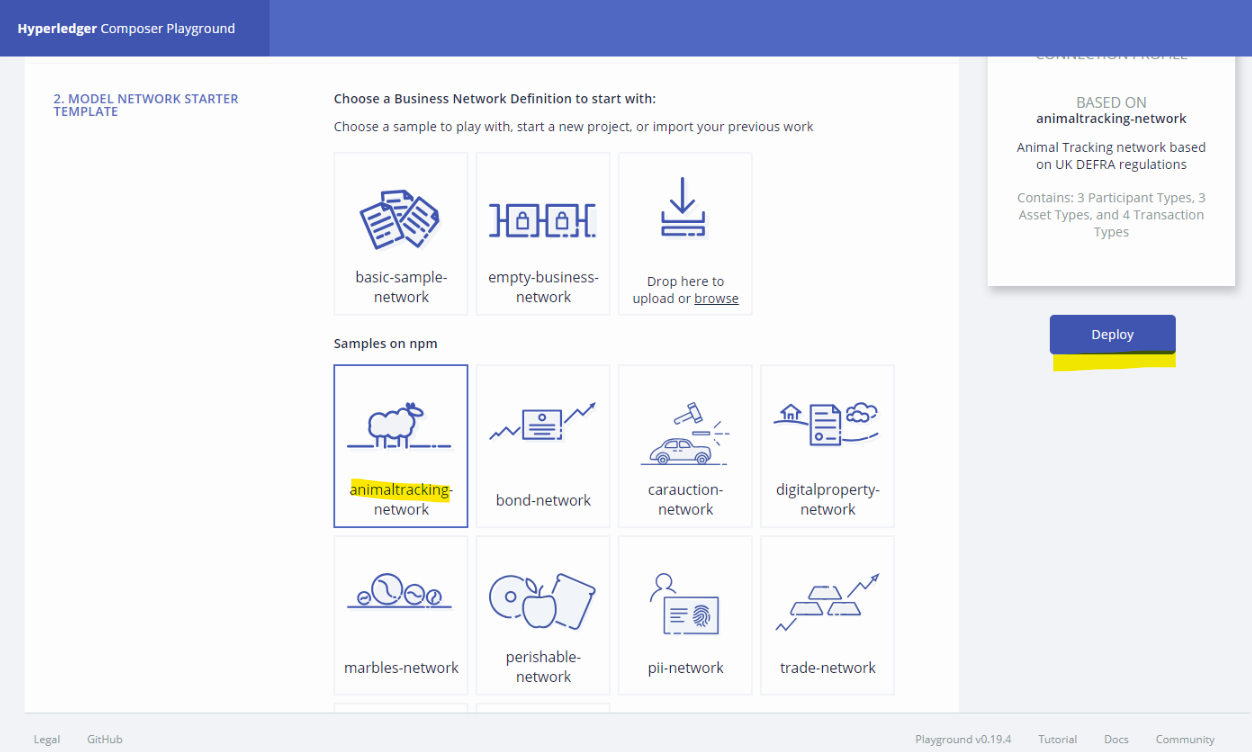 Hyperledger Composer Playground
2. MODEL NETWORK STARTER
TEMPLATE
Choose a Business Network Definition to start with:
Choose a sample to play with, start a new project, or import your previous work
basic-sample-
network
empty-business-
network
Drop here to
upload or browse
Samples on npm
animaltracking-
network
bond-network
carauction-
network
digitalproperty-
network
marbles-network
perishable-
network
pii-network
trade-network
CONNECTION PROFILE
BASED ON
animaltracking-network
Animal Tracking network based
on UK DEFRA regulations
Contains: 3 Participant Types, 3
Asset Types, and 4 Transaction
Types
Deploy
Legal
GitHub
Playground v0.19.4
Tutorial
Docs
Community